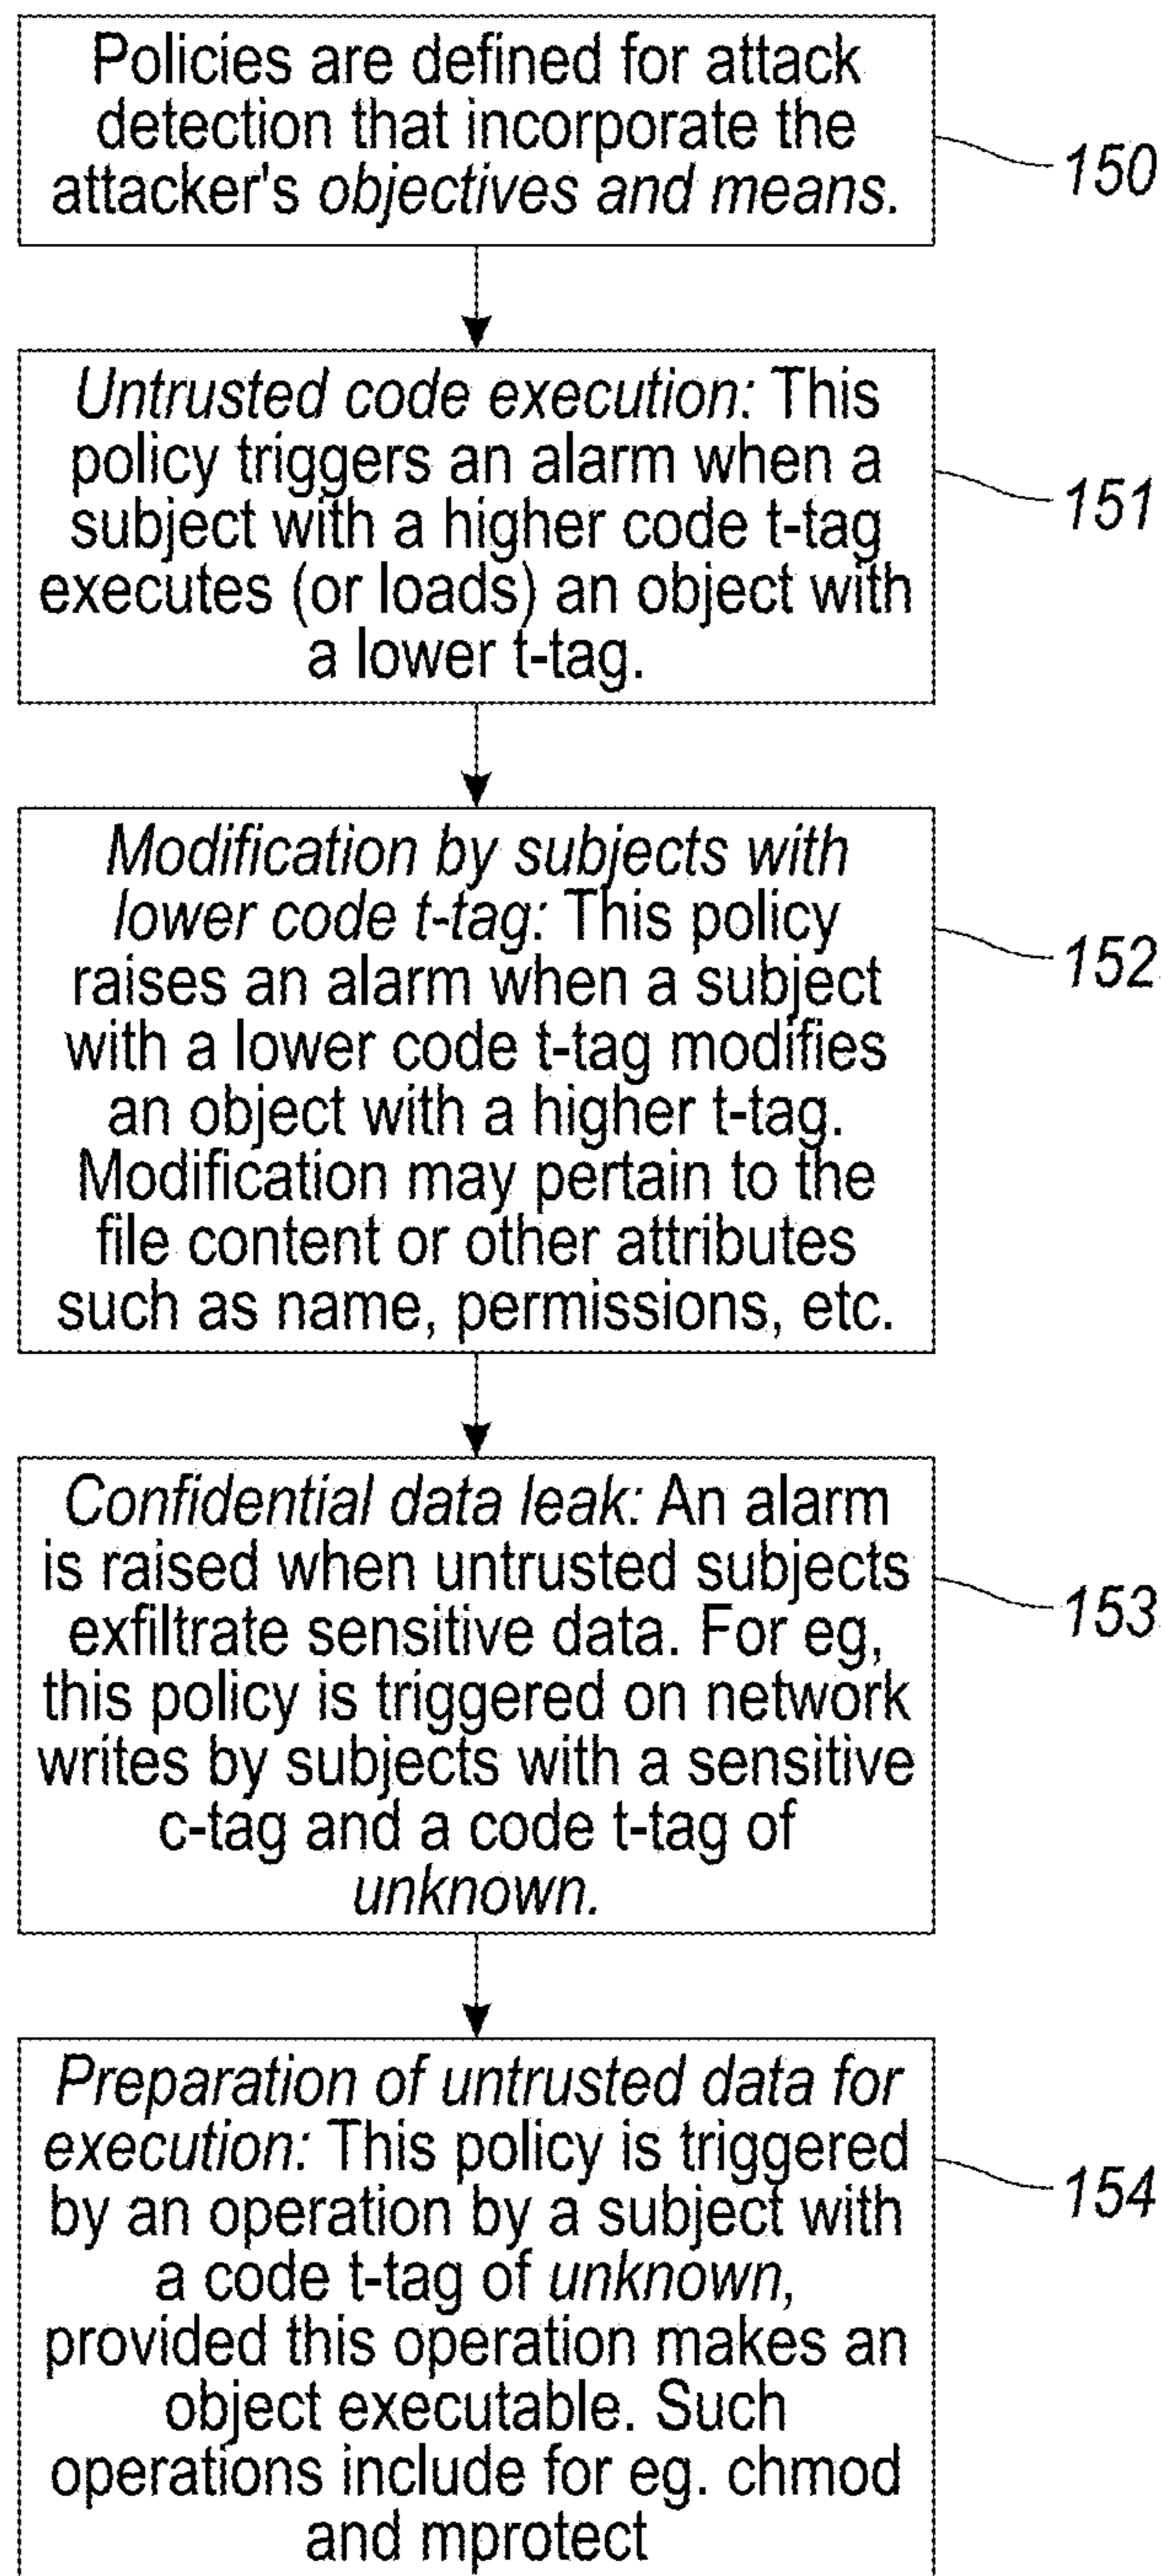 Policies are defined for attack
detection that incorporate the
attacker's objectives and means.
150
Untrusted code execution: This
policy triggers an alarm when a
subject with a higher code t-tag
executes (or loads) an object with
a lower t-tag.
151
Modification by subjects with
lower code t-tag: This policy
raises an alarm when a subject
with a lower code t-tag modifies
an object with a higher t-tag.
Modification may pertain to the
file content or other attributes
such as name, permissions, etc.
152
Confidential data leak: An alarm
is raised when untrusted subjects
exfiltrate sensitive data. For eg,
this policy is triggered on network
writes by subjects with a sensitive
c-tag and a code t-tag of
unknown.
153
Preparation of untrusted data for
execution: This policy is triggered
by an operation by a subject with
a code t-tag of unknown,
provided this operation makes an
object executable. Such
operations include for eg. chmod
and mprotect
154